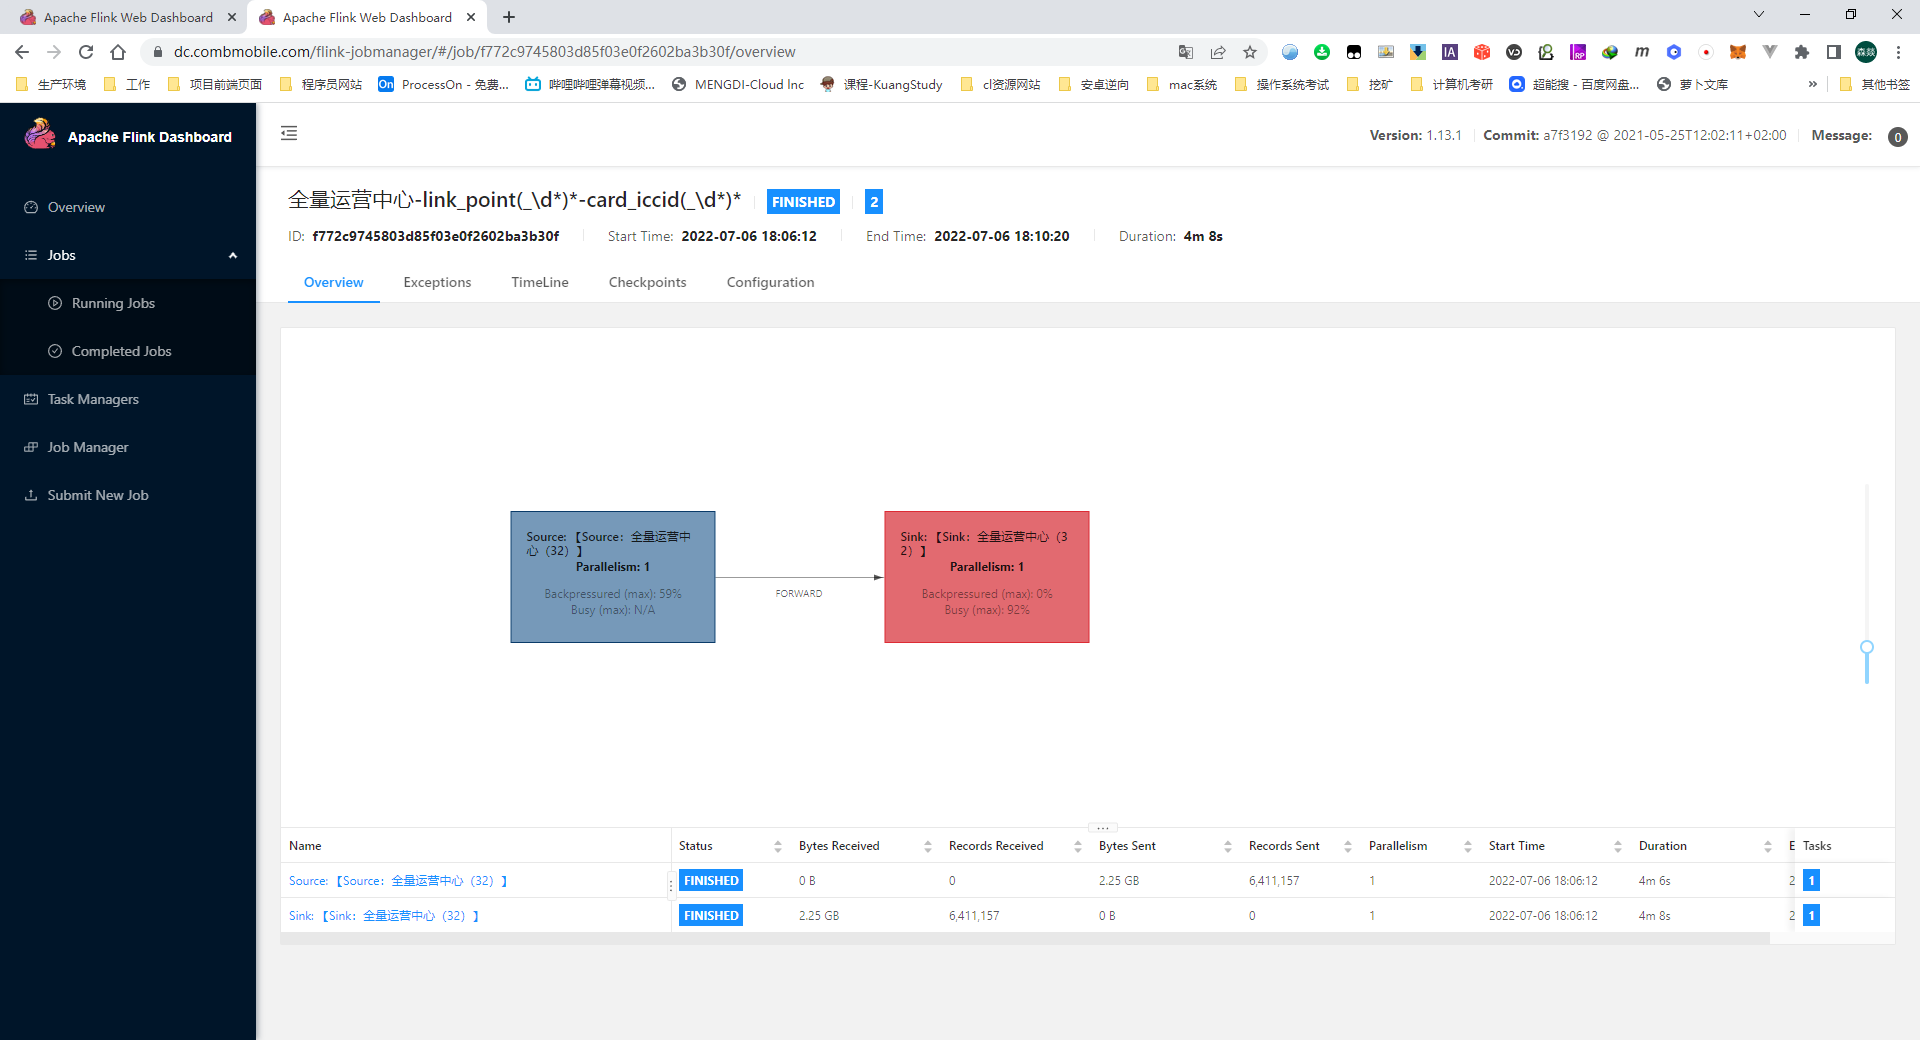 Apache Flink Web Dashboard
Apache Flink Web Dashboard
dc.combmobile.com/flink-jobmanager/#/job/f772c9745803d85f03e0f2602ba3b30f/overview
生产环境 工作 项目前端页面 程序员网站 On ProcessOn - 免费... 哔哩哔哩弹幕视频... MENGDI-Cloud Inc 课程-KuangStudy cl资源网站 安卓逆向 mac系统 操作系统考试 挖矿 计算机考研 超能搜 - 百度网盘... 萝卜文库 » 其他书签
Apache Flink Dashboard
Version: 1.13.1 Commit: a7f3192 @ 2021-05-25T12:02:11+02:00 Message: 0
Overview
Jobs
Running Jobs
Completed Jobs
Task Managers
Job Manager
Submit New Job
全量运营中心-link_point(_\d*)*-card_iccid(_\d*)* FINISHED 2
ID: f772c9745803d85f03e0f2602ba3b30f Start Time: 2022-07-06 18:06:12 End Time: 2022-07-06 18:10:20 Duration: 4m 8s
Overview Exceptions TimeLine Checkpoints Configuration
Source: 【Source: 全量运营中
心（32）】
Parallelism: 1
Backpressured (max): 59%
Busy (max): N/A
FORWARD
Sink: 【Sink: 全量运营中心（3
2）】
Parallelism: 1
Backpressured (max): 0%
Busy (max): 92%
Name Status Bytes Received Records Received Bytes Sent Records Sent Parallelism Start Time Duration E Tasks
Source: 【Source: 全量运营中心（32）】 FINISHED 0 B 0 2.25 GB 6,411,157 1 2022-07-06 18:06:12 4m 6s 2 1
Sink: 【Sink: 全量运营中心（32）】 FINISHED 2.25 GB 6,411,157 0 B 0 1 2022-07-06 18:06:12 4m 8s 2 1